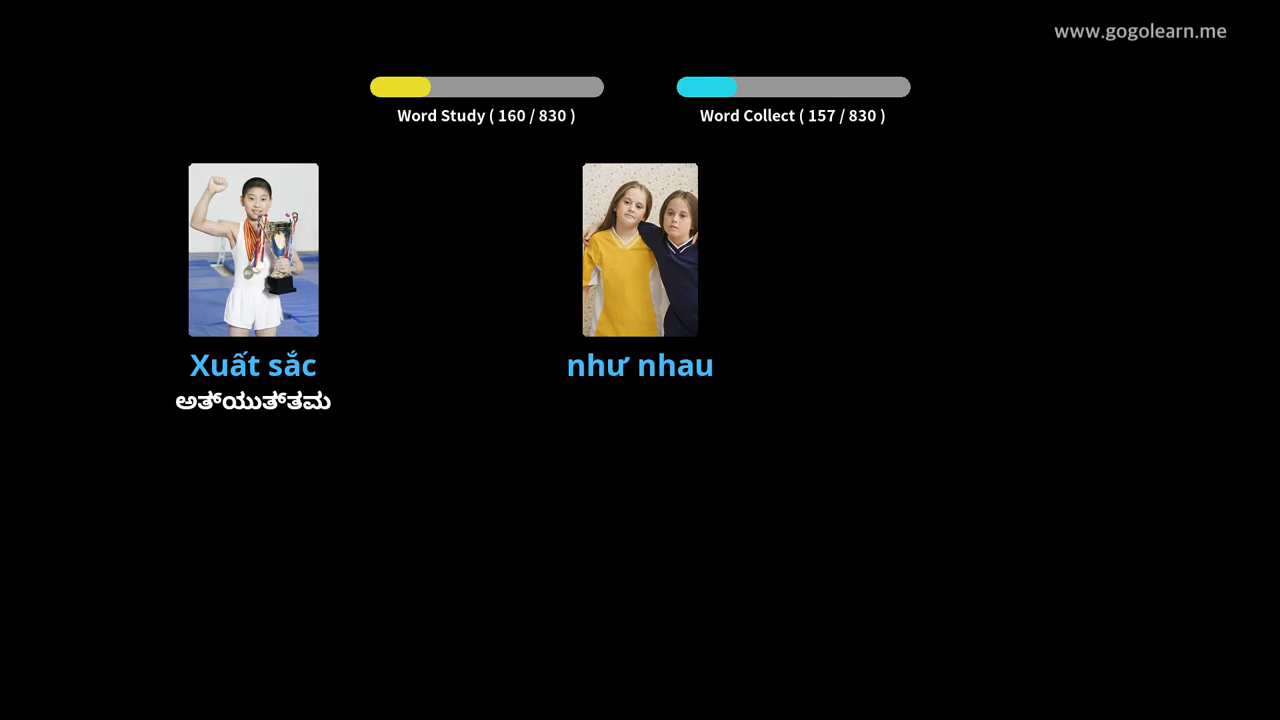 www.gogolearn.me
Word Study ( 160 / 830 )
Word Collect ( 157 / 830 )
Xuất sắc
như nhau
ಅತ್ಯುತ್ತಮ